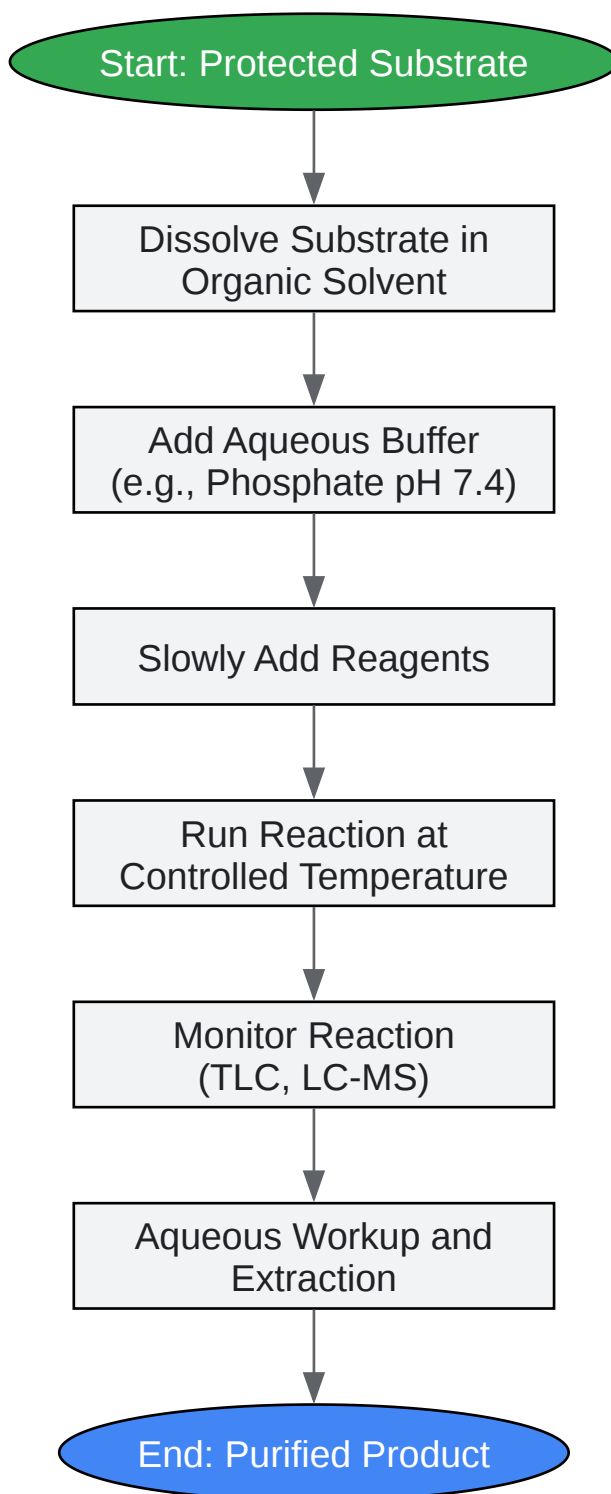 Start: Protected Substrate
Dissolve Substrate in
Organic Solvent
Add Aqueous Buffer
(e.g., Phosphate pH 7.4)
Slowly Add Reagents
Run Reaction at
Controlled Temperature
Monitor Reaction
(TLC, LC-MS)
Aqueous Workup and
Extraction
End: Purified Product